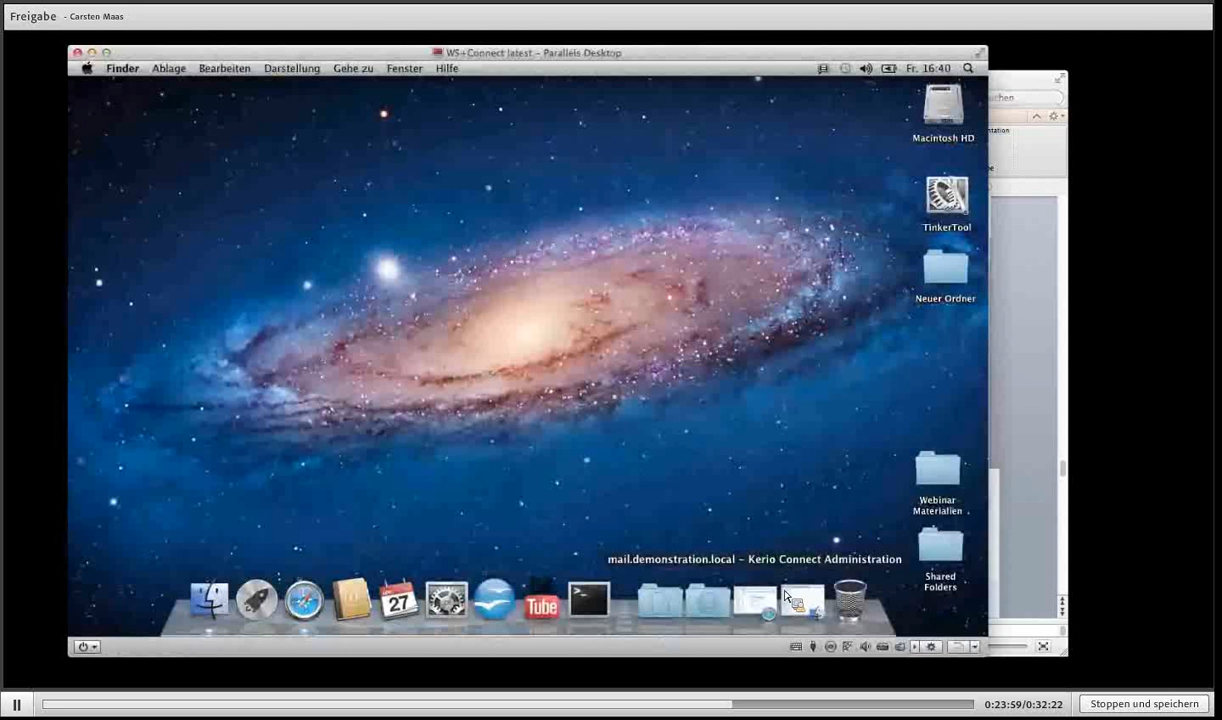 Freigabe - Carsten Maas
WS+Connect latest - Parallels Desktop
Finder Ablage Bearbeiten Darstellung Gehe zu Fenster Hilfe Fr. 16:40
uchen
ntation
Macintosh HD
TinkerTool
Neuer Ordner
Webinar
Materialien
mail.demonstration.local - Kerio Connect Administration
Shared
Folders
27
Tube
0:23:59/0:32:22 Stoppen und speichern